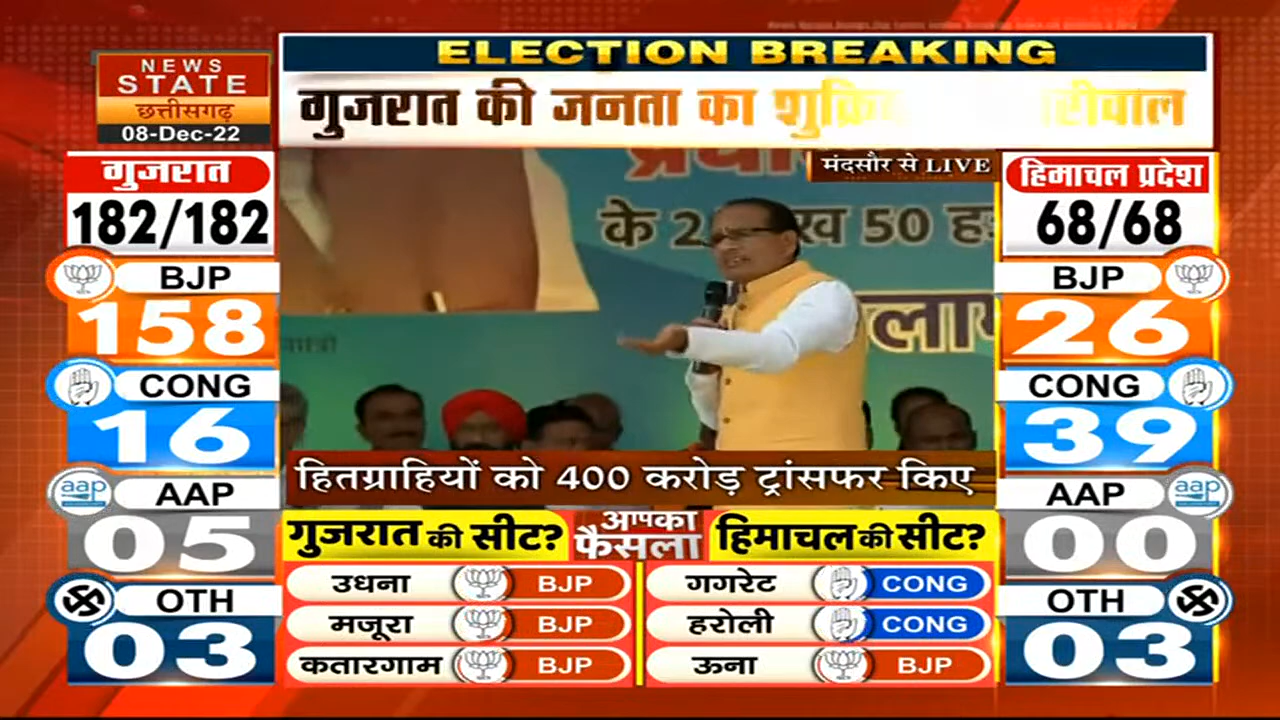 ELECTION BREAKING
NEWS
STATE
छत्तीसगढ़
08-Dec-22
गुजरात की जनता का
मंदसौर से LIVE
गुजरात
182/182
BJP
158
CONG
16
aap
AAP
05
OTH
03
के 50
हितग्राहियों को 400 करोड़ ट्रांसफर किए
हिमाचल प्रदेश
68/68
BJP
26
CONG
39
AAP
aap
00
OTH
03
गुजरात की सीट?
आपका
फैसला
हिमाचल की सीट?
उधना BJP
मजूरा BJP
कतारगाम BJP
गगरेट CONG
हरोली CONG
ऊना BJP